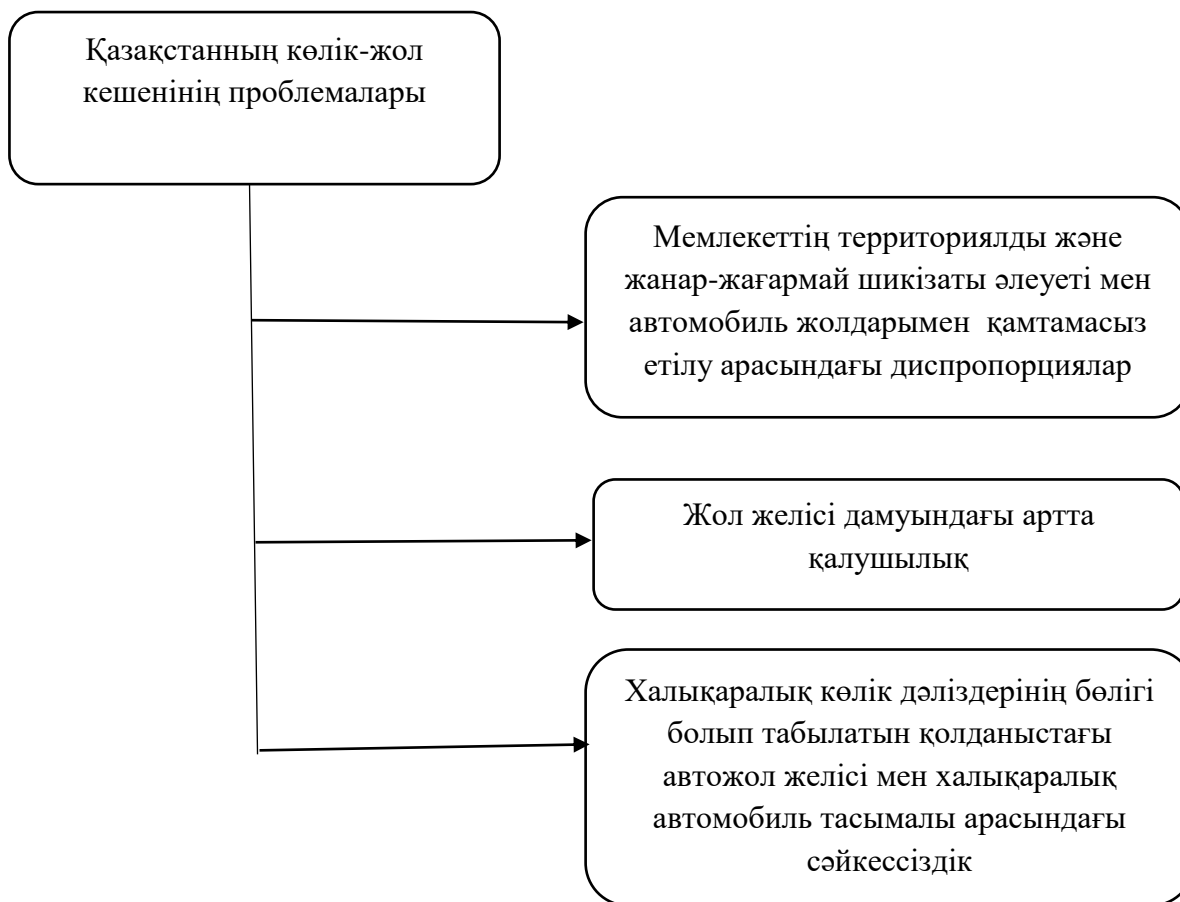 Қазақстанның көлік-жол
кешенінің проблемалары
Мемлекеттің территориялды және
жанар-жағармай шикізаты әлеуеті мен
автомобиль жолдарымен қамтамасыз
етілу арасындағы диспропорциялар
Жол желісі дамуындағы артта
қалушылық
Халықаралық көлік дәліздерінің бөлігі
болып табылатын қолданыстағы
автожол желісі мен халықаралық
автомобиль тасымалы арасындағы
сәйкессіздік